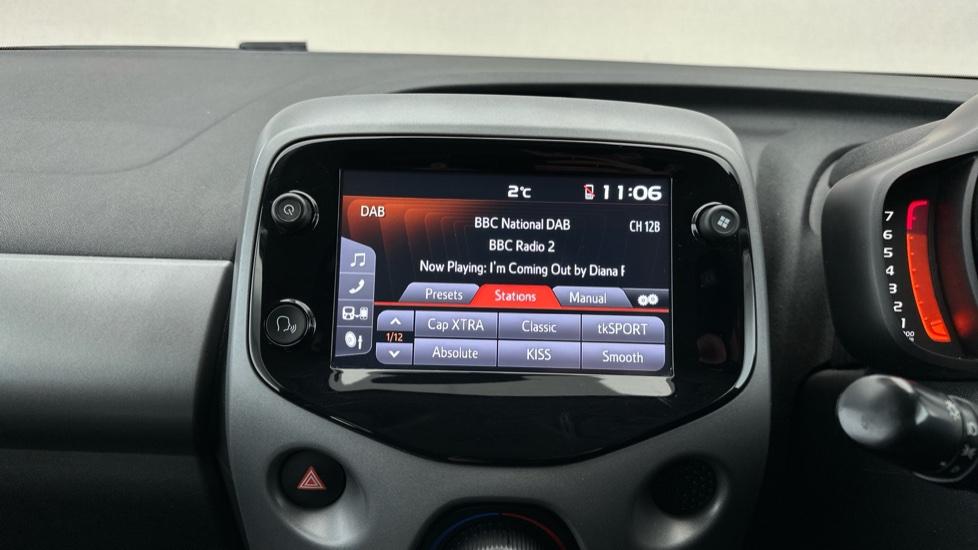 2°C 11:06
DAB
BBC National DAB CH 12B
BBC Radio 2
Now Playing: I'm Coming Out by Diana F
Presets Stations Manual
Cap XTRA Classic tkSPORT
1/12
Absolute KISS Smooth
7
6
5
4
3
2
1